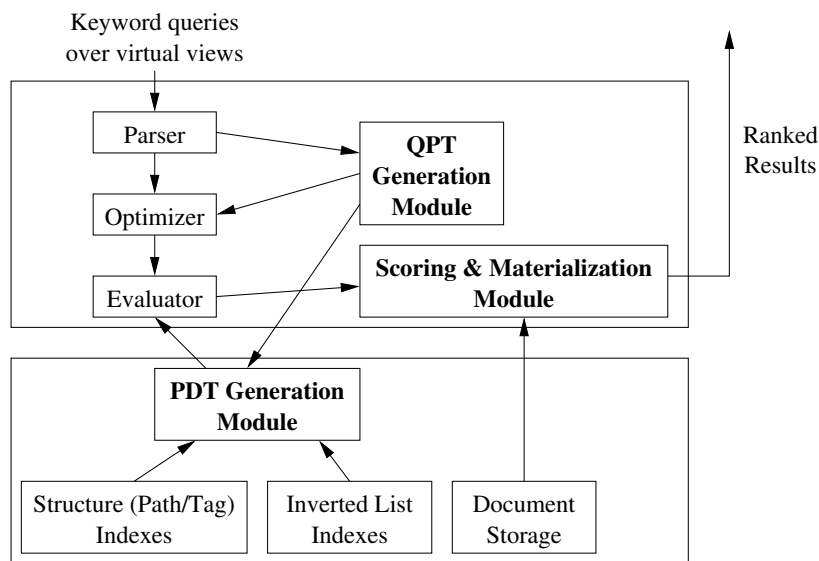 Keyword queries
over virtual views
Parser
QPT
Generation
Module
Ranked
Results
Optimizer
Scoring & Materialization
Module
Evaluator
PDT Generation
Module
Structure (Path/Tag)
Indexes
Inverted List
Indexes
Document
Storage